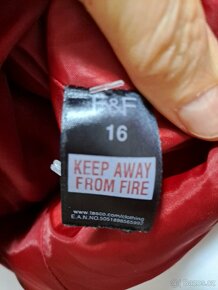 F&F
16
KEEP AWAY
FROM FIRE
www.tesco.com/clothing